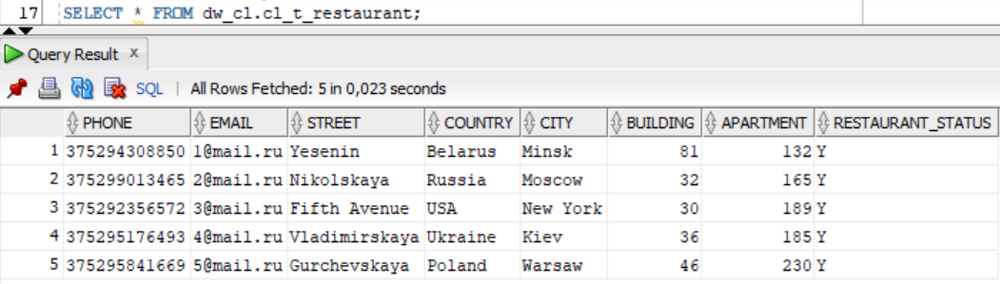 17 SELECT * FROM dw_cl.cl_t_restaurant;
Query Result x
SQL | All Rows Fetched: 5 in 0,023 seconds
PHONE EMAIL STREET COUNTRY CITY BUILDING APARTMENT RESTAURANT_STATUS
1 375294308850 1@mail.ru Yesenin Belarus Minsk 81 132 Y
2 375299013465 2@mail.ru Nikolskaya Russia Moscow 32 165 Y
3 375292356572 3@mail.ru Fifth Avenue USA New York 30 189 Y
4 375295176493 4@mail.ru Vladimirskaya Ukraine Kiev 36 185 Y
5 375295841669 5@mail.ru Gurchevskaya Poland Warsaw 46 230 Y